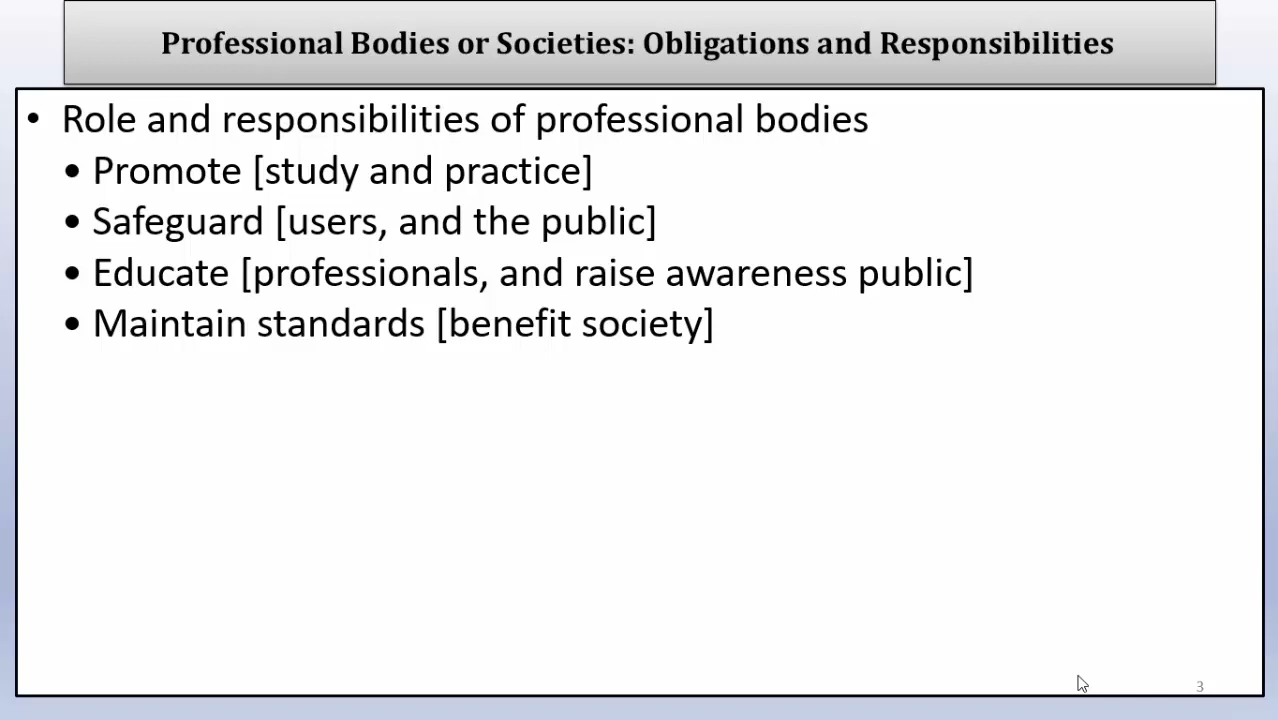 Professional Bodies or Societies: Obligations and Responsibilities
• Role and responsibilities of professional bodies
• Promote [study and practice]
• Safeguard [users, and the public]
• Educate [professionals, and raise awareness public]
• Maintain standards [benefit society]
3